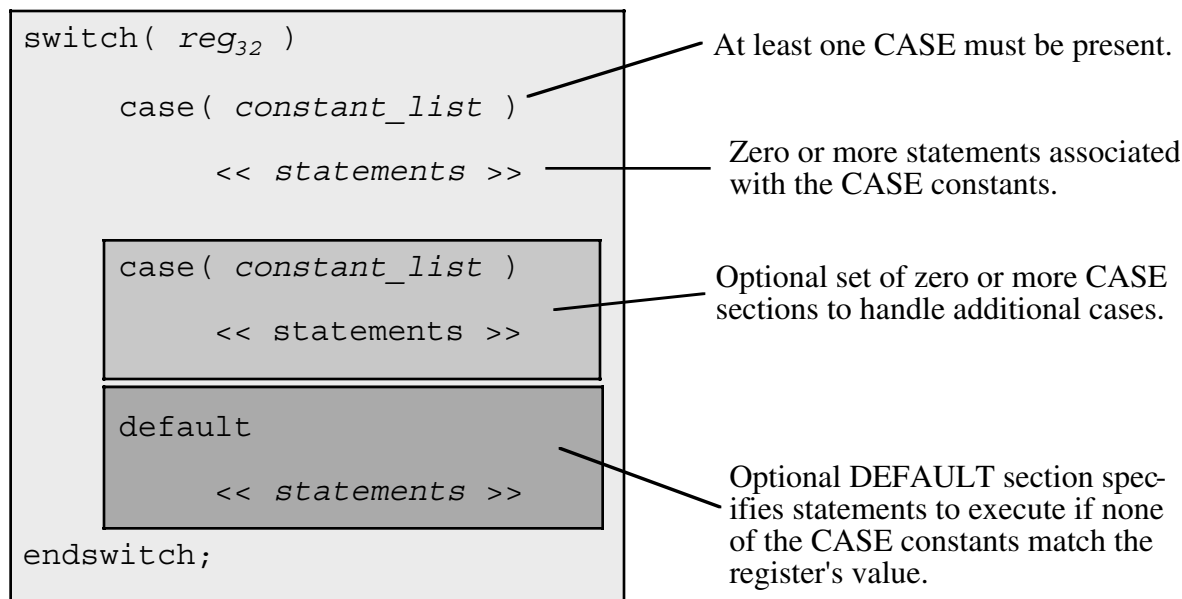 switch( reg32 )
At least one CASE must be present.
case( constant_list )
<< statements >>
Zero or more statements associated
with the CASE constants.
case( constant_list )
<< statements >>
Optional set of zero or more CASE
sections to handle additional cases.
default
<< statements >>
Optional DEFAULT section spec-
ifies statements to execute if none
of the CASE constants match the
register's value.
endswitch;